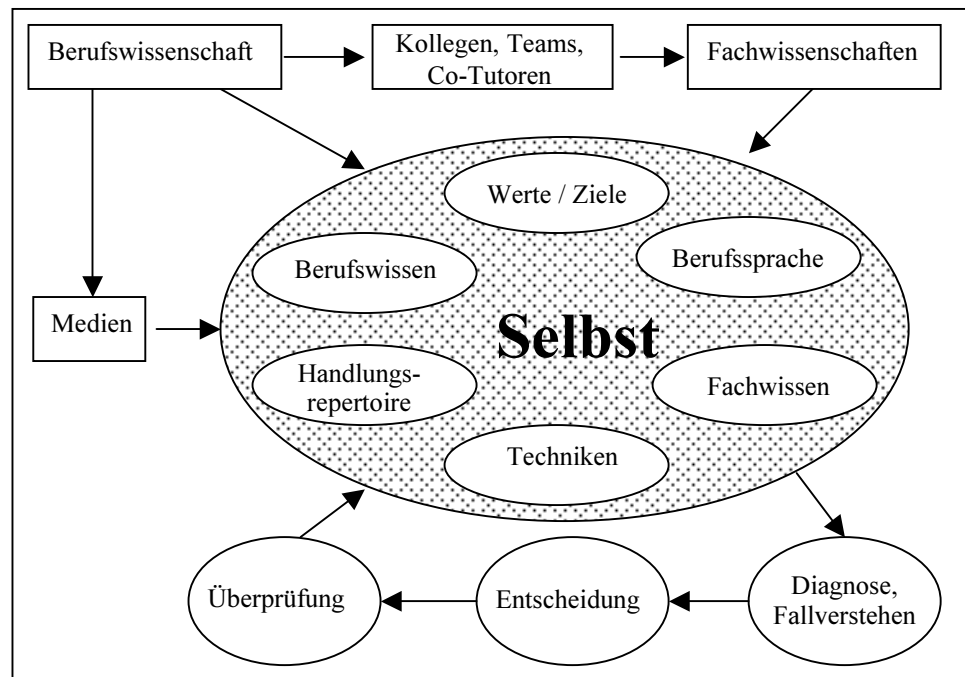 Berufswissenschaft
Kollegen, Teams,
Co-Tutoren
Fachwissenschaften
Werte / Ziele
Berufswissen
Berufssprache
Medien
Selbst
Handlungs-
repertoire
Fachwissen
Techniken
Überprüfung
Entscheidung
Diagnose,
Fallverstehen